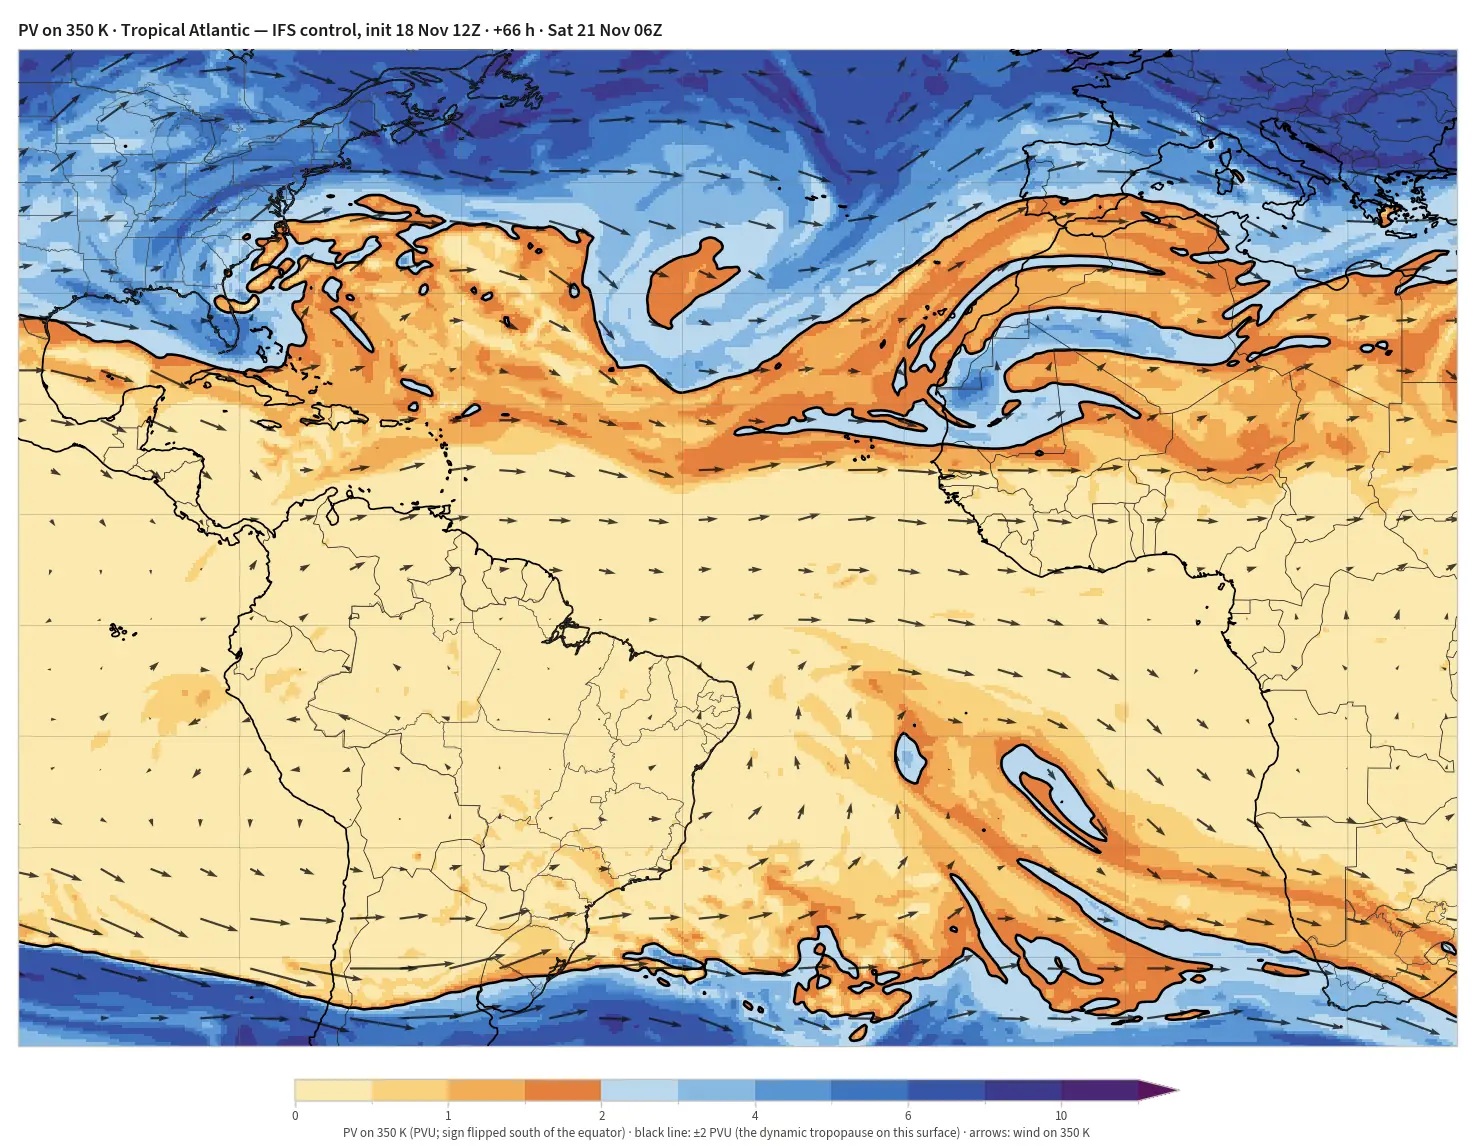 PV on 350 K · Tropical Atlantic — IFS control, init 18 Nov 12Z · +66 h · Sat 21 Nov 06Z
0 1 2 4 6 10
PV on 350 K (PVU; sign flipped south of the equator) · black line: ±2 PVU (the dynamic tropopause on this surface) · arrows: wind on 350 K